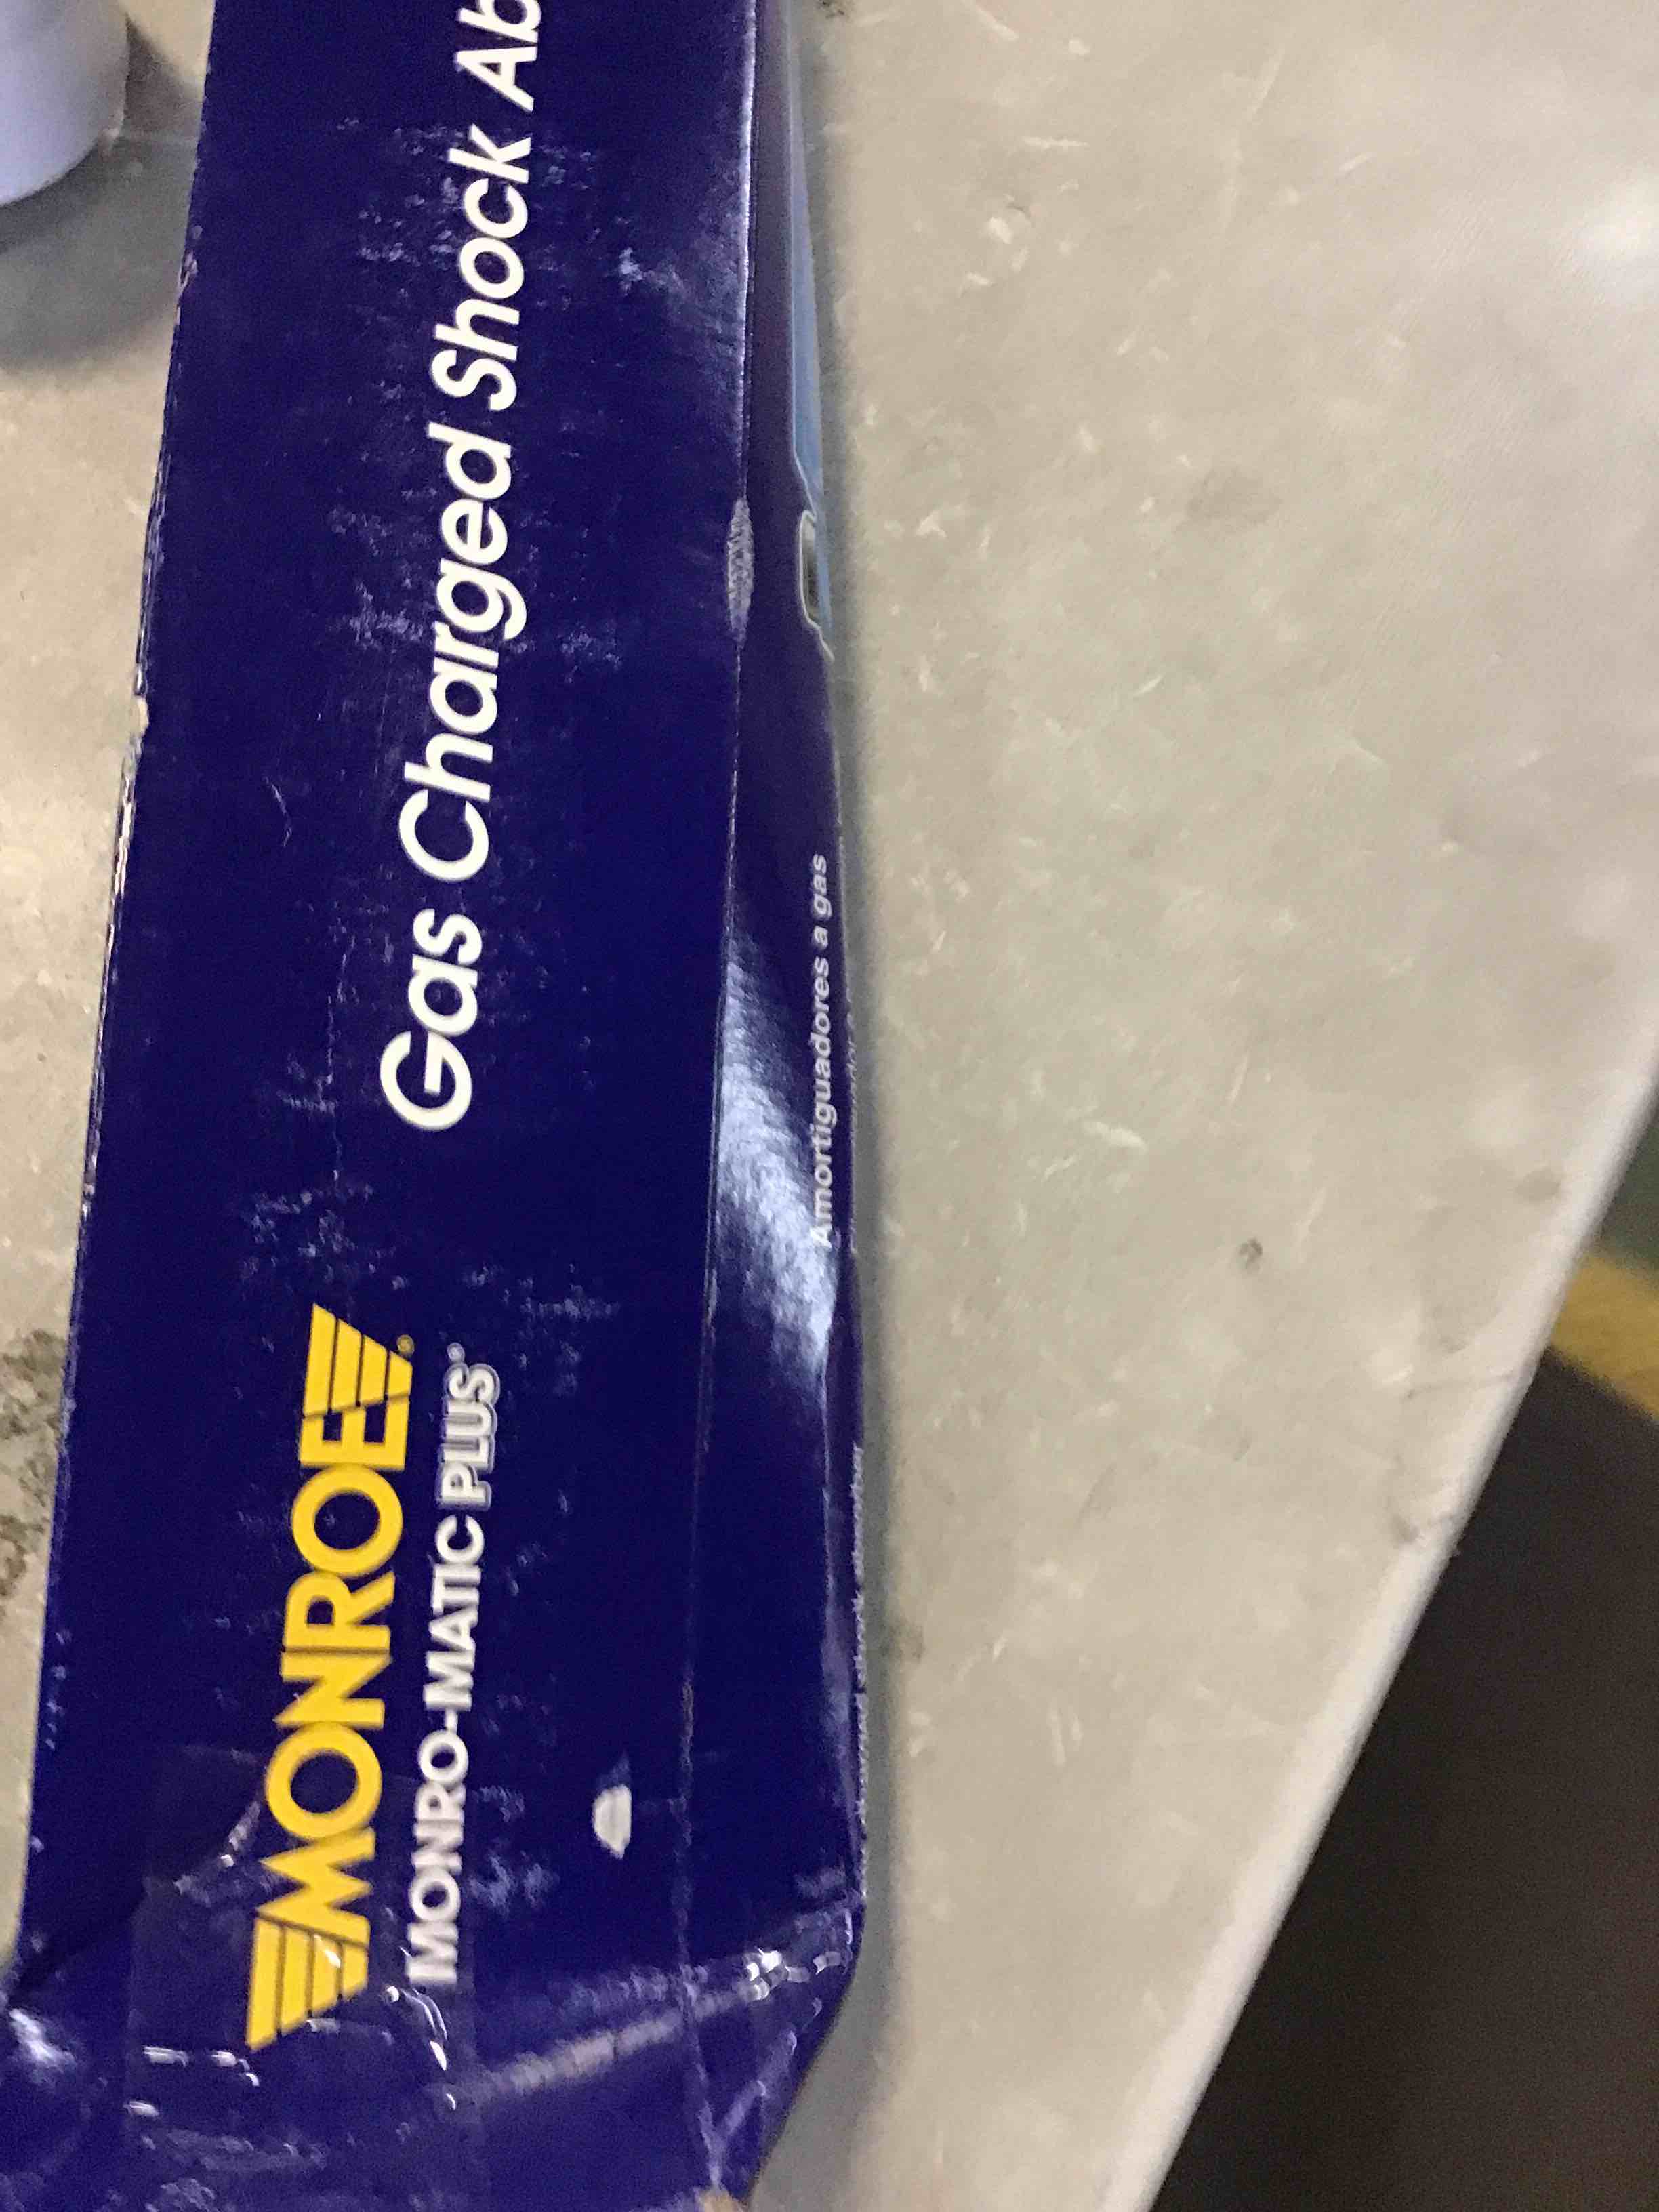 MONROE®
MONRO-MATIC PLUS®
Gas Charged Shock Ab
Amortiguadores a gas